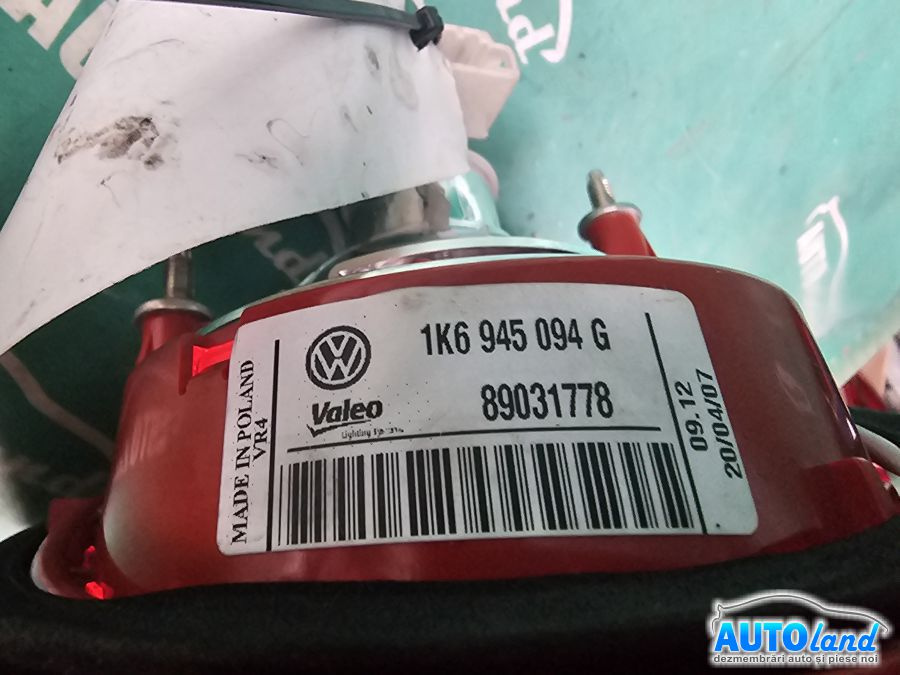 1K6 945 094 G
89031778
Valeo
MADE IN POLAND
VR4
09.12
20/04/07
AUTOland
dezmembrări auto și piese noi